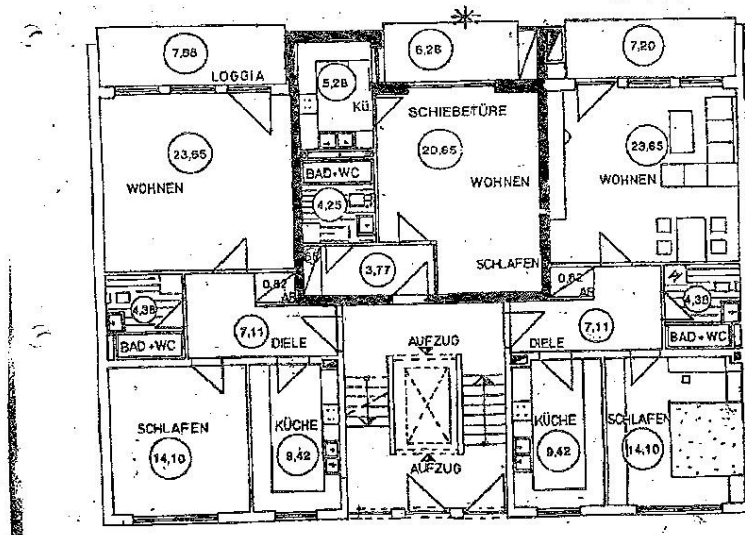 7,68
LOGGIA
6,28
7,20
5,28
KÜ.
SCHIEBETÜRE
23,65
WOHNEN
20,65
WOHNEN
23,65
WOHNEN
BAD+WC
4,25
SCHLAFEN
3,77
0,62
AR
0,62
AR
4,38
BAD+WC
7,11
DIELE
AUFZUG
7,11
DIELE
4,38
BAD+WC
SCHLAFEN
14,10
KÜCHE
9,42
AUFZUG
KÜCHE
9,42
SCHLAFEN
14,10